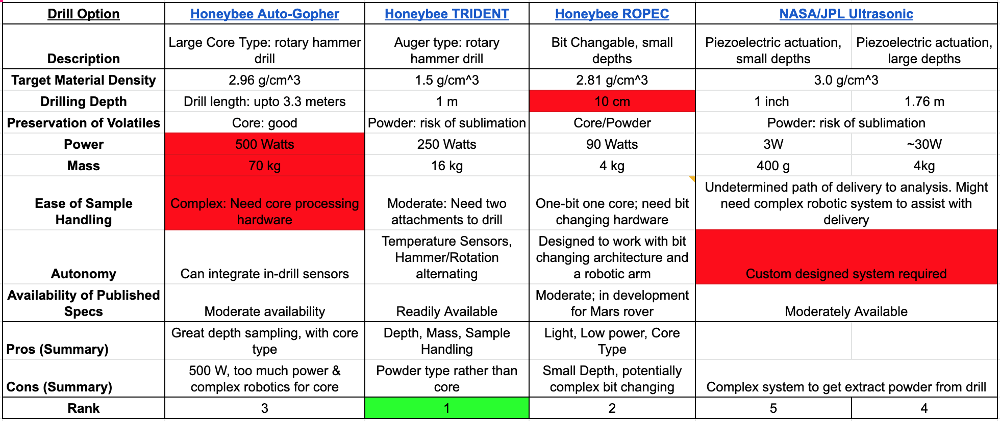 Drill Option
Honeybee Auto-Gopher
Honeybee TRIDENT
Honeybee ROPEC
NASA/JPL Ultrasonic
Description
Large Core Type: rotary hammer
drill
Auger type: rotary
hammer drill
Bit Changable, small
depths
Piezoelectric actuation,
small depths
Piezoelectric actuation,
large depths
Target Material Density
2.96 g/cm^3
1.5 g/cm^3
2.81 g/cm^3
3.0 g/cm^3
Drilling Depth
Drill length: upto 3.3 meters
1 m
10 cm
1 inch
1.76 m
Preservation of Volatiles
Core: good
Powder: risk of sublimation
Core/Powder
Powder: risk of sublimation
Power
500 Watts
250 Watts
90 Watts
3W
~30W
Mass
70 kg
16 kg
4 kg
400 g
4kg
Ease of Sample
Handling
Complex: Need core processing
hardware
Moderate: Need two
attachments to drill
One-bit one core; need bit
changing hardware
Undetermined path of delivery to analysis. Might
need complex robotic system to assist with
delivery
Autonomy
Can integrate in-drill sensors
Temperature Sensors,
Hammer/Rotation
alternating
Designed to work with bit
changing architecture and
a robotic arm
Custom designed system required
Availability of Published
Specs
Moderate availability
Readily Available
Moderate; in development
for Mars rover
Moderately Available
Pros (Summary)
Great depth sampling, with core
type
Depth, Mass, Sample
Handling
Light, Low power, Core
Type
Cons (Summary)
500 W, too much power &
complex robotics for core
Powder type rather than
core
Small Depth, potentially
complex bit changing
Complex system to get extract powder from drill
Rank
3
1
2
5
4